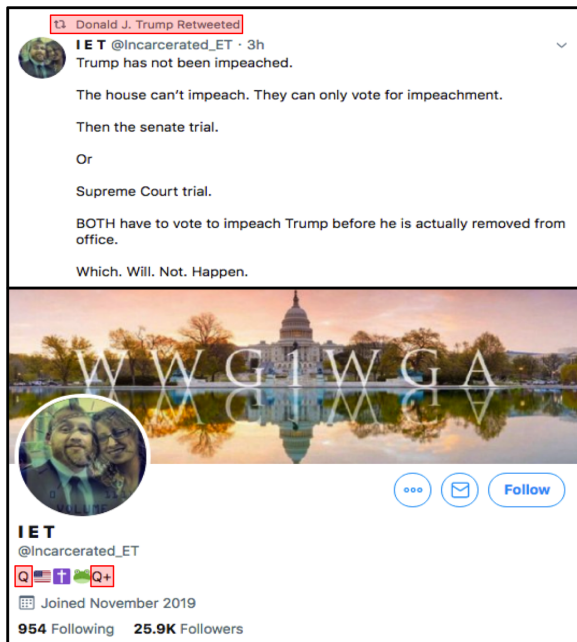 Donald J. Trump Retweeted
I E T @Incarcerated_ET · 3h
Trump has not been impeached.
The house can't impeach. They can only vote for impeachment.
Then the senate trial.
Or
Supreme Court trial.
BOTH have to vote to impeach Trump before he is actually removed from
office.
Which. Will. Not. Happen.
W W G 1 W G A
VOLUME
Follow
I E T
@Incarcerated_ET
Q🇺🇸✝️🐸Q+
Joined November 2019
954 Following 25.9K Followers